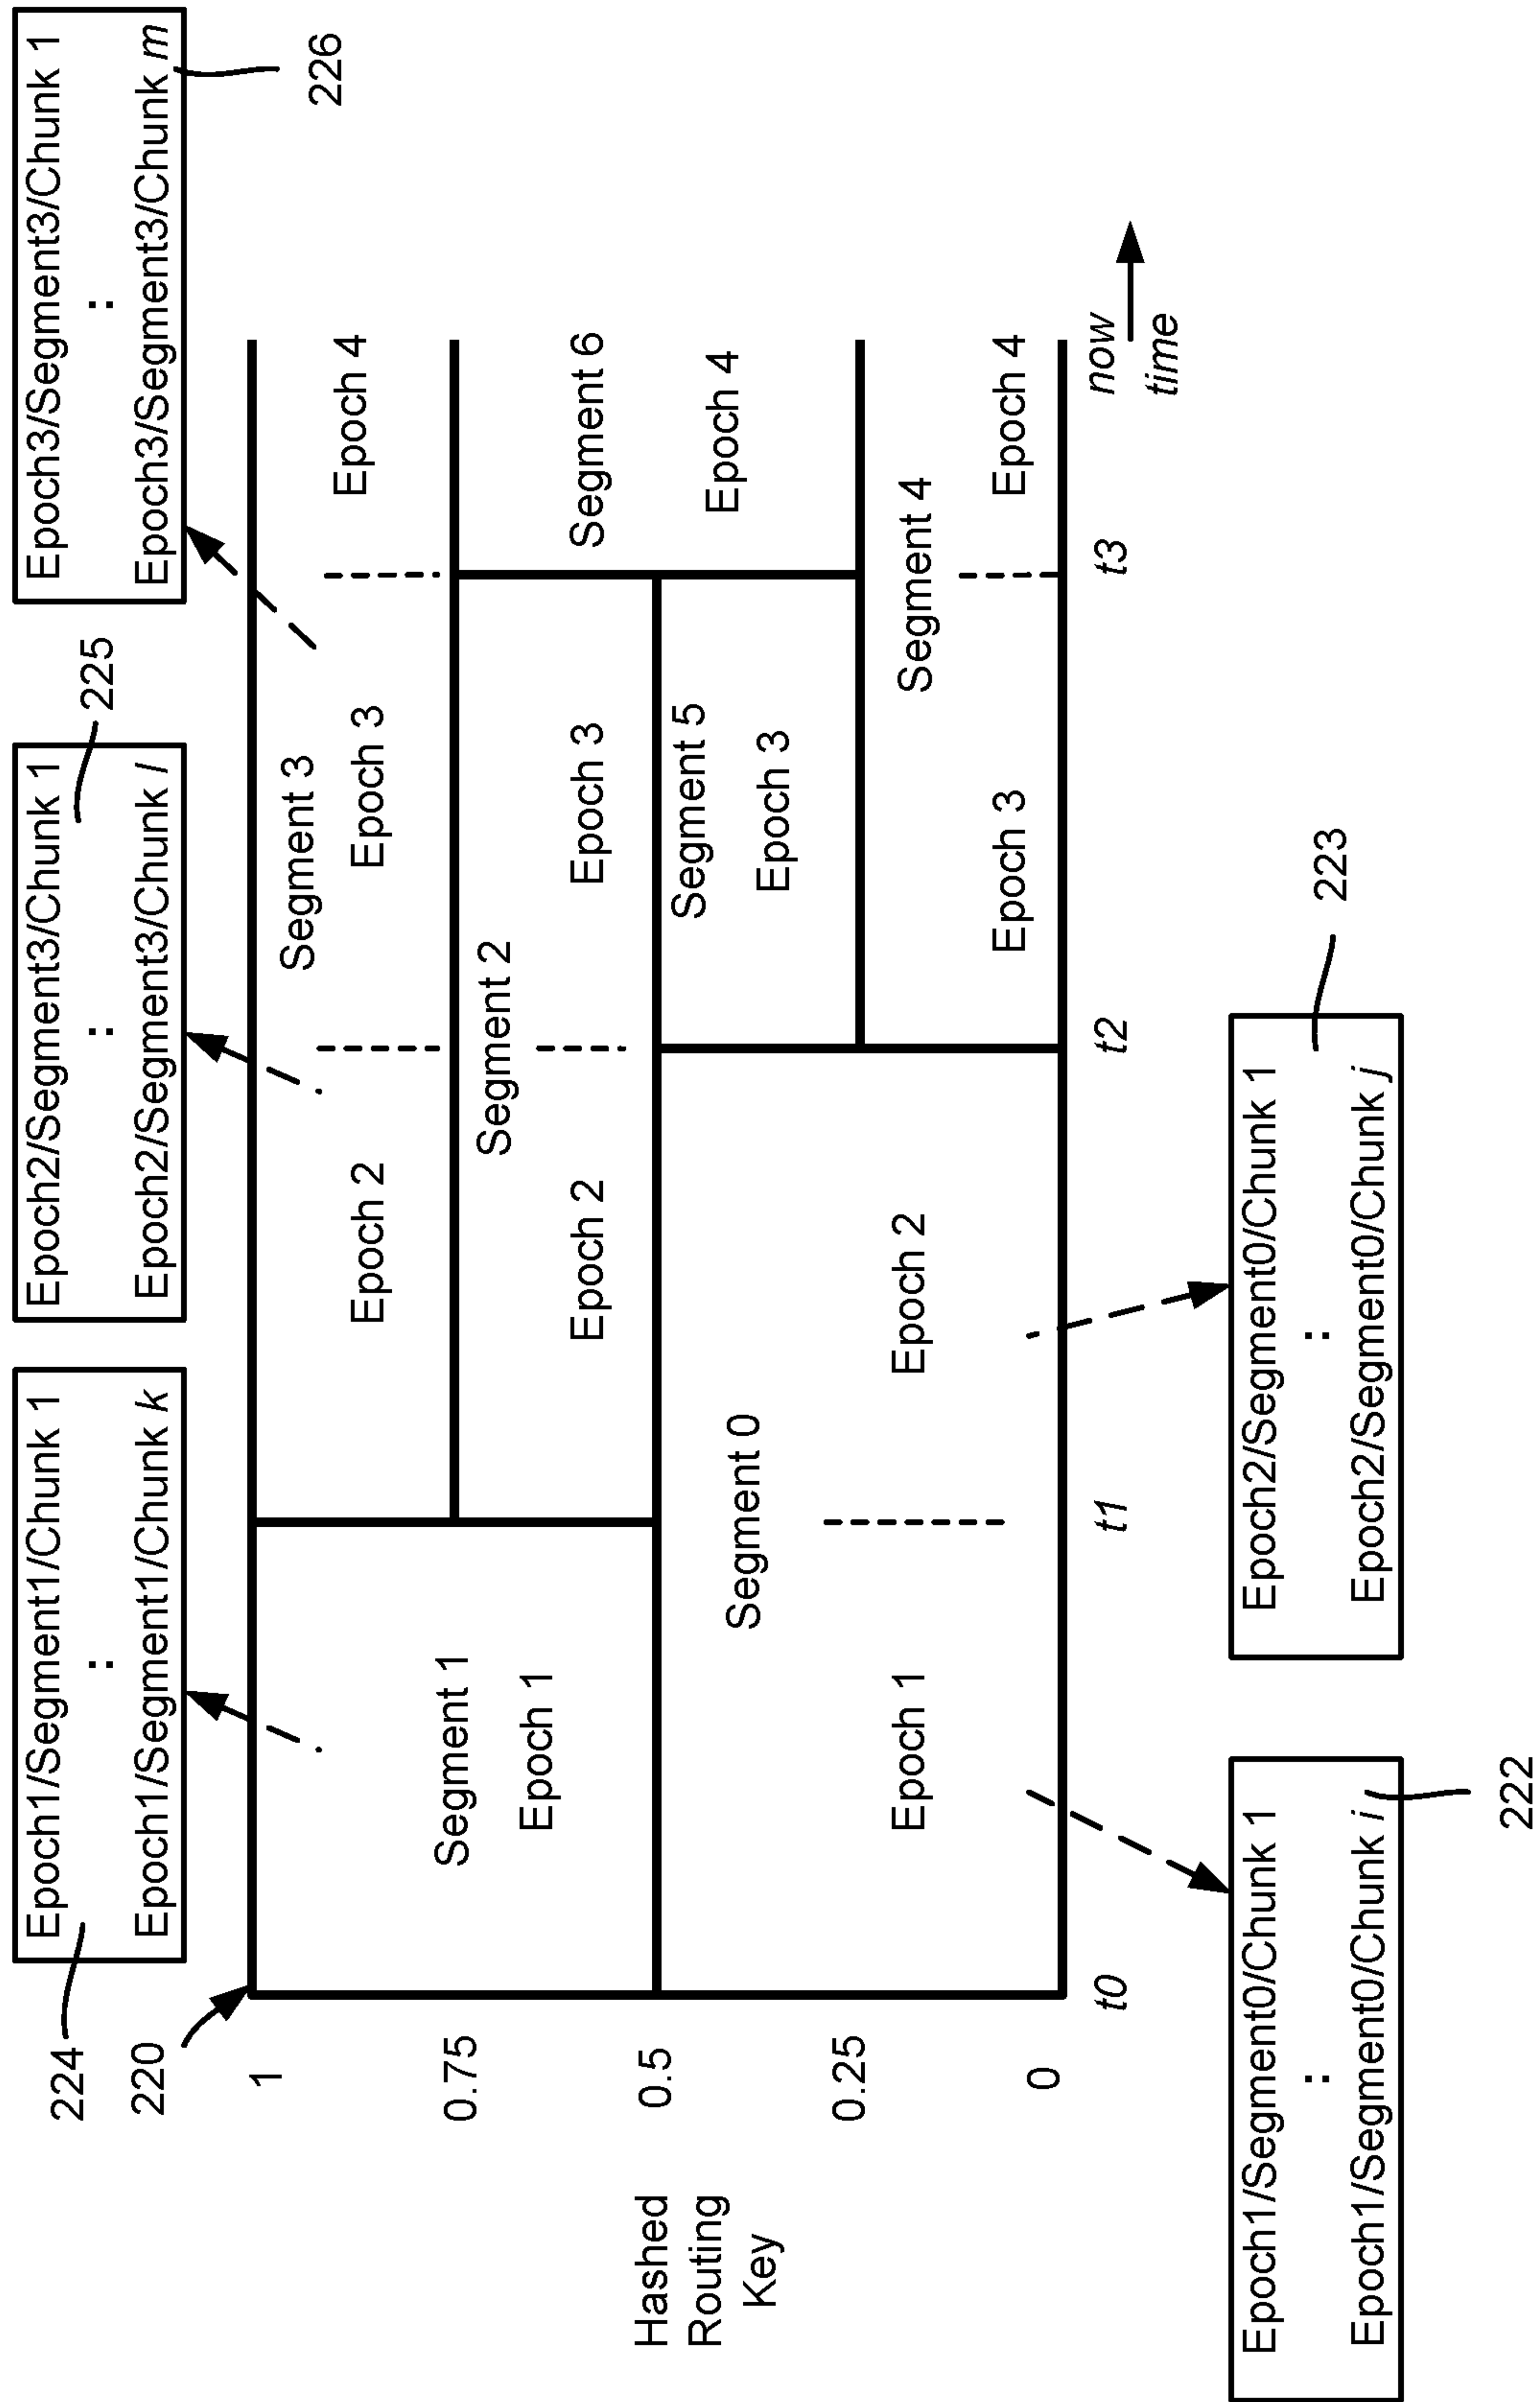 224
Epoch1/Segment1/Chunk 1
:
Epoch1/Segment1/Chunk k
Epoch2/Segment3/Chunk 1
:
Epoch2/Segment3/Chunk l
225
Epoch3/Segment3/Chunk 1
:
Epoch3/Segment3/Chunk m
226
220
Hashed
Routing
Key
1
0.75
0.5
0.25
0
Segment 1
Epoch 1
Segment 3
Epoch 2
Epoch 3
Epoch 4
Segment 2
Epoch 2
Epoch 3
Segment 6
Epoch 4
Segment 0
Epoch 1
Epoch 2
Segment 5
Epoch 3
Segment 4
Epoch 3
Epoch 4
t0
t1
t2
t3
now
time
Epoch1/Segment0/Chunk 1
:
Epoch1/Segment0/Chunk i
222
Epoch2/Segment0/Chunk 1
:
Epoch2/Segment0/Chunk j
223